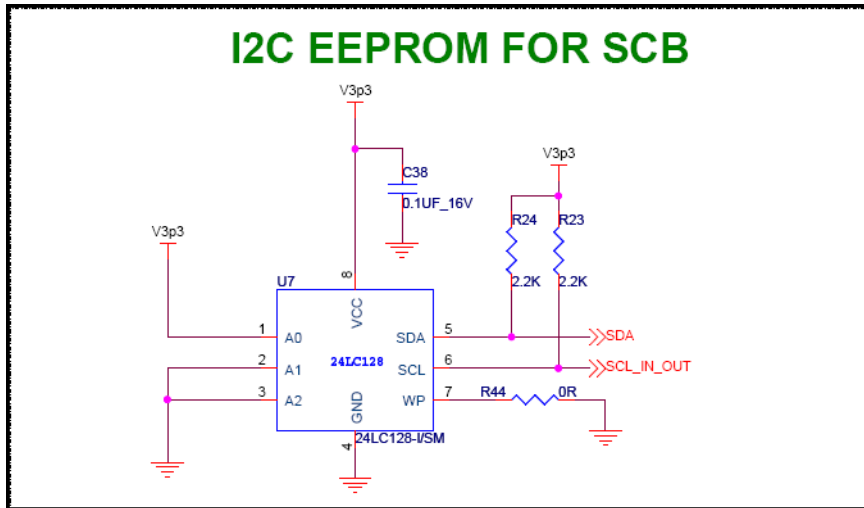 I2C EEPROM FOR SCB
V3p3
V3p3
C38
0.1UF_16V
V3p3
R24
R23
2.2K
2.2K
U7
8
VCC
1
A0
SDA
5
SDA
2
A1
24LC128
SCL
6
SCL_IN_OUT
3
A2
GND
WP
7
R44
0R
4
24LC128-I/SM